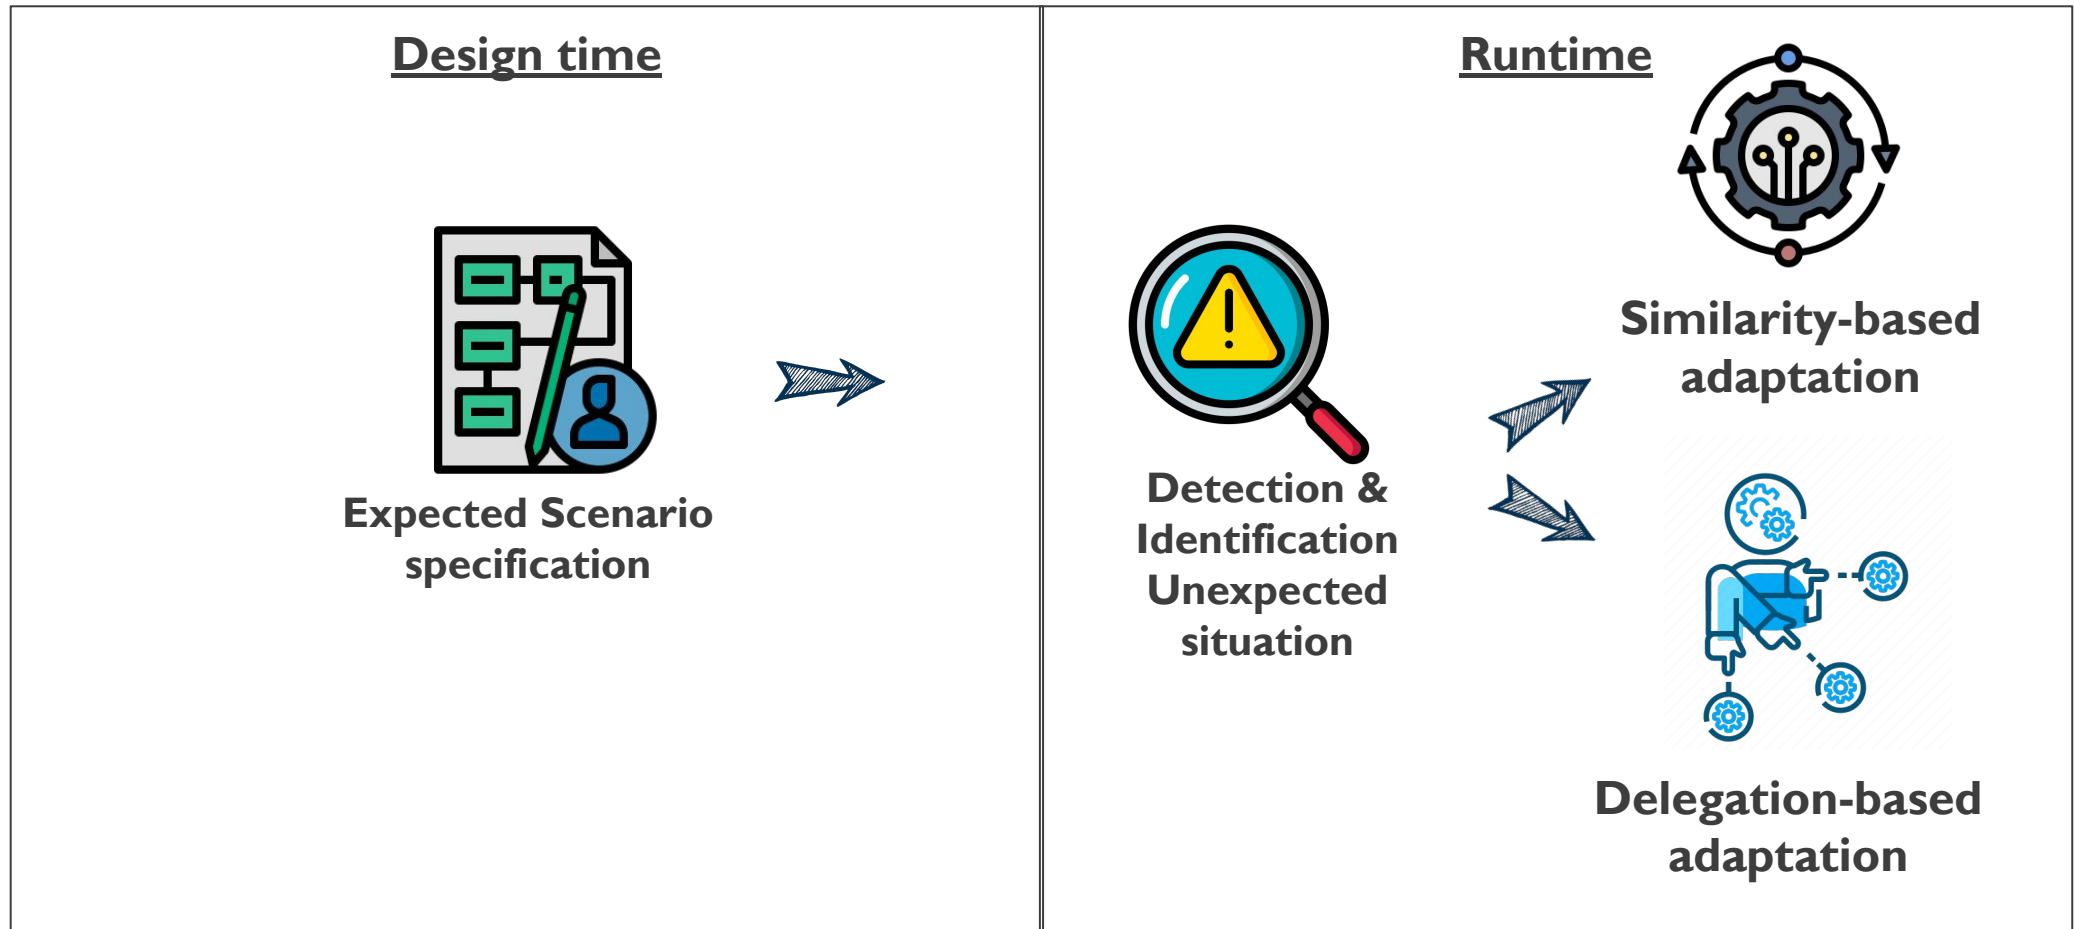 Design time
Expected Scenario
specification
Runtime
Detection &
Identification
Unexpected
situation
Similarity-based
adaptation
Delegation-based
adaptation